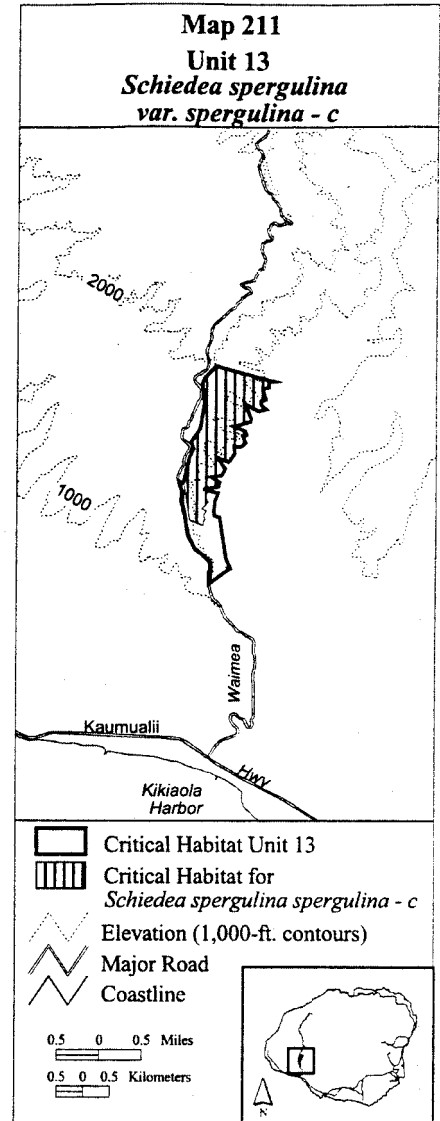 Map 211
Unit 13
Schiedea spergulina
var. spergulina - c
2000
1000
Waimea
Kaumualii
Hwy
Kikiaola
Harbor
Critical Habitat Unit 13
Critical Habitat for
Schiedea spergulina spergulina - c
Elevation (1,000-ft. contours)
Major Road
Coastline
0.5 0 0.5 Miles
0.5 0 0.5 Kilometers
N